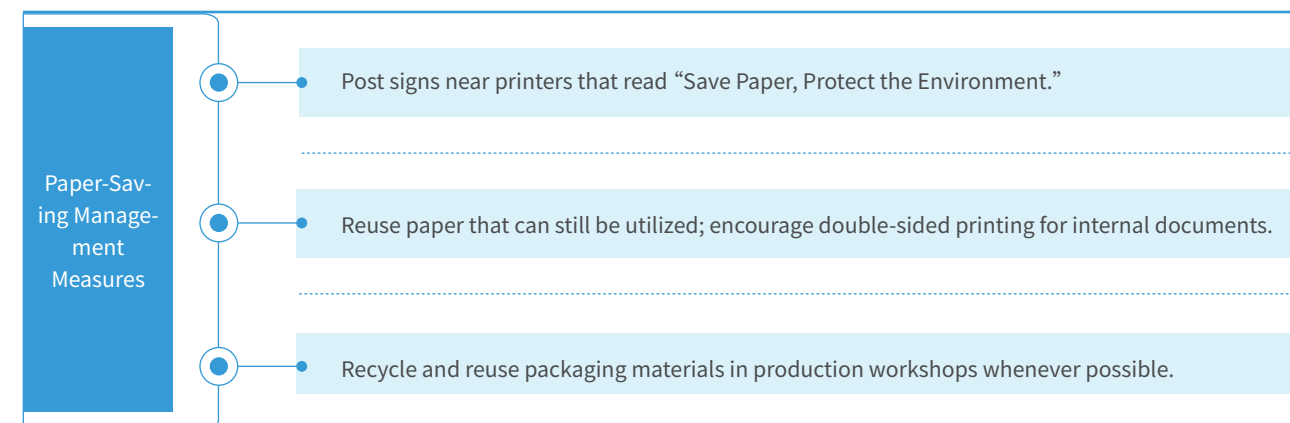 Paper-Sav-
ing Manage-
ment
Measures
Post signs near printers that read “Save Paper, Protect the Environment.”
Reuse paper that can still be utilized; encourage double-sided printing for internal documents.
Recycle and reuse packaging materials in production workshops whenever possible.